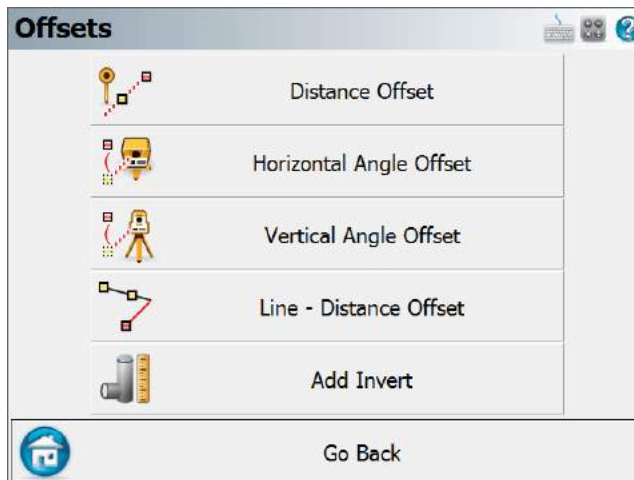 Offsets
Distance Offset
Horizontal Angle Offset
Vertical Angle Offset
Line - Distance Offset
Add Invert
Go Back